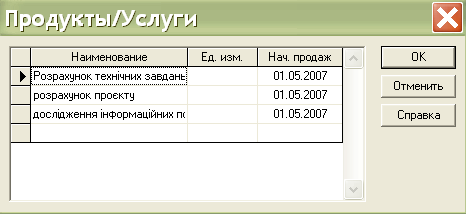 Продукты/Услуги
Наименование Ед. изм. Нач. продаж
Розрахунок технічних завдань 01.05.2007
розрахунок проєкту 01.05.2007
дослідження інформаційних по 01.05.2007
OK
Отменить
Справка